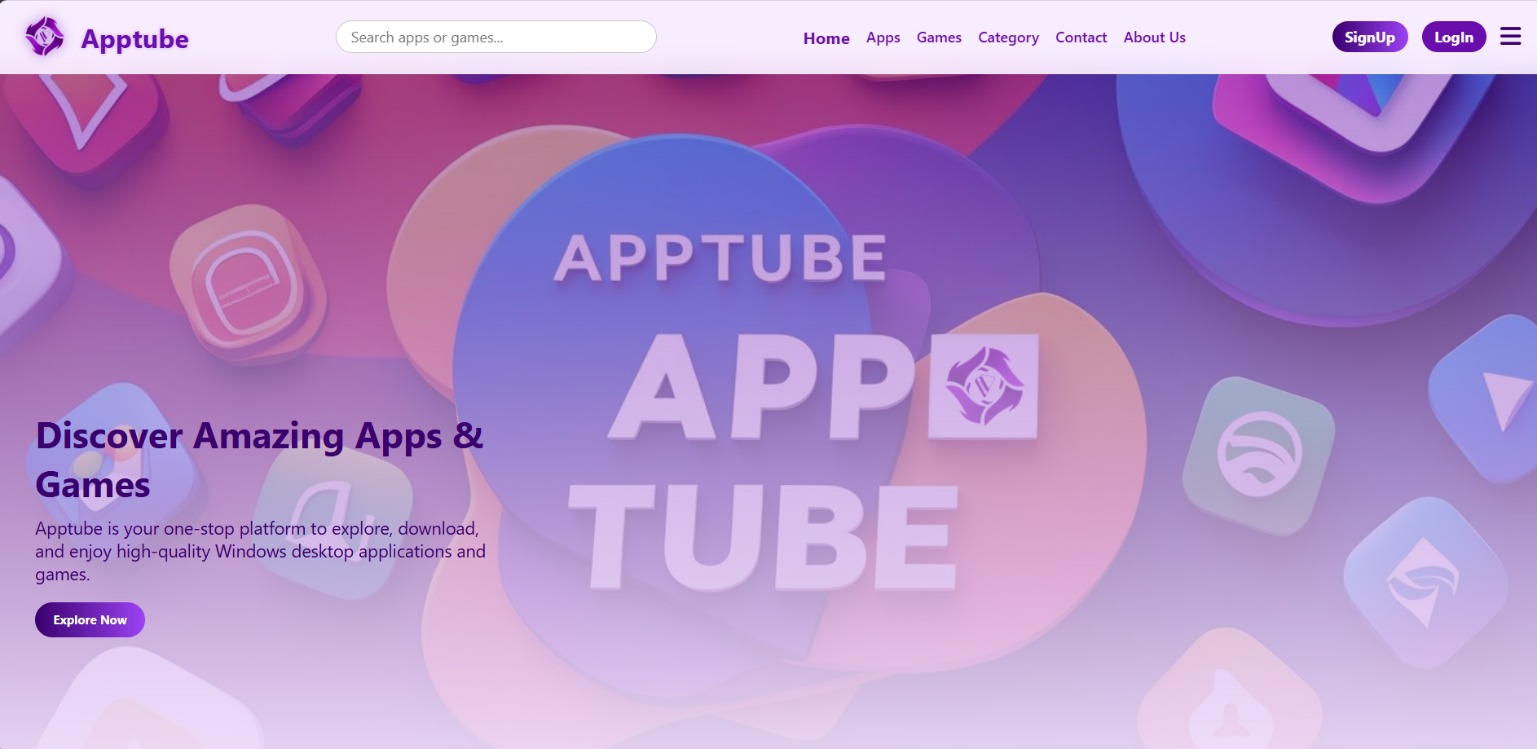 Apptube
Search apps or games...
Home
Apps
Games
Category
Contact
About Us
SignUp
LogIn
APPTUBE
APP
TUBE
Discover Amazing Apps &
Games
Apptube is your one-stop platform to explore, download,
and enjoy high-quality Windows desktop applications and
games.
Explore Now